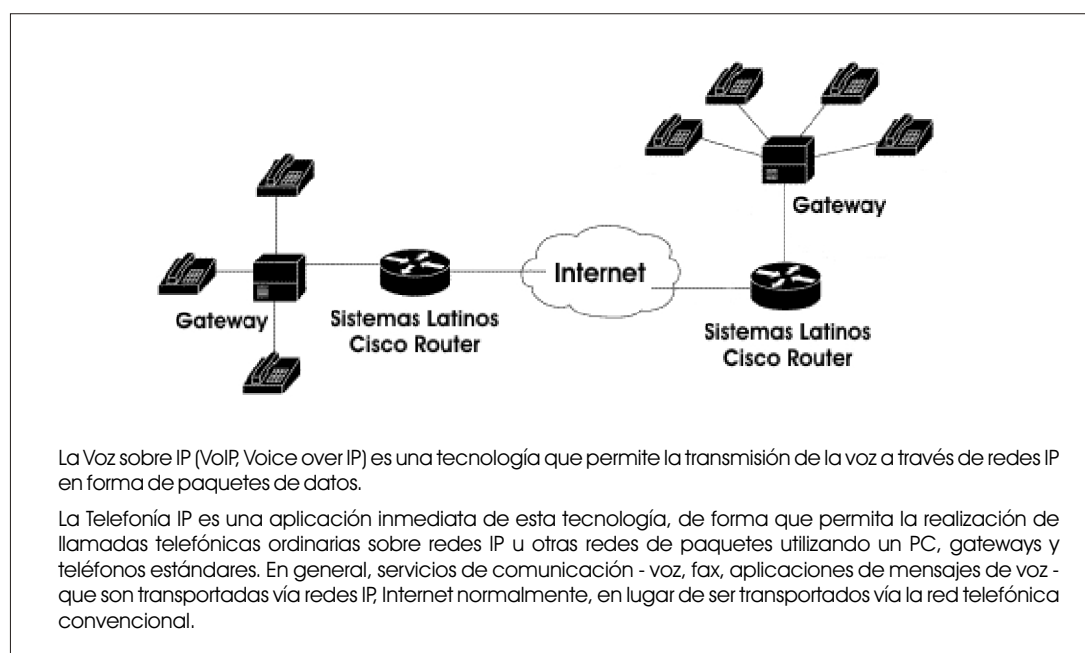 Gateway
Internet
Gateway
Sistemas Latinos
Cisco Router
Sistemas Latinos
Cisco Router
La Voz sobre IP (VoIP, Voice over IP) es una tecnología que permite la transmisión de la voz a través de redes IP
en forma de paquetes de datos.
La Telefonía IP es una aplicación inmediata de esta tecnología, de forma que permita la realización de
llamadas telefónicas ordinarias sobre redes IP u otras redes de paquetes utilizando un PC, gateways y
teléfonos estándares. En general, servicios de comunicación - voz, fax, aplicaciones de mensajes de voz -
que son transportadas vía redes IP, Internet normalmente, en lugar de ser transportados vía la red telefónica
convencional.